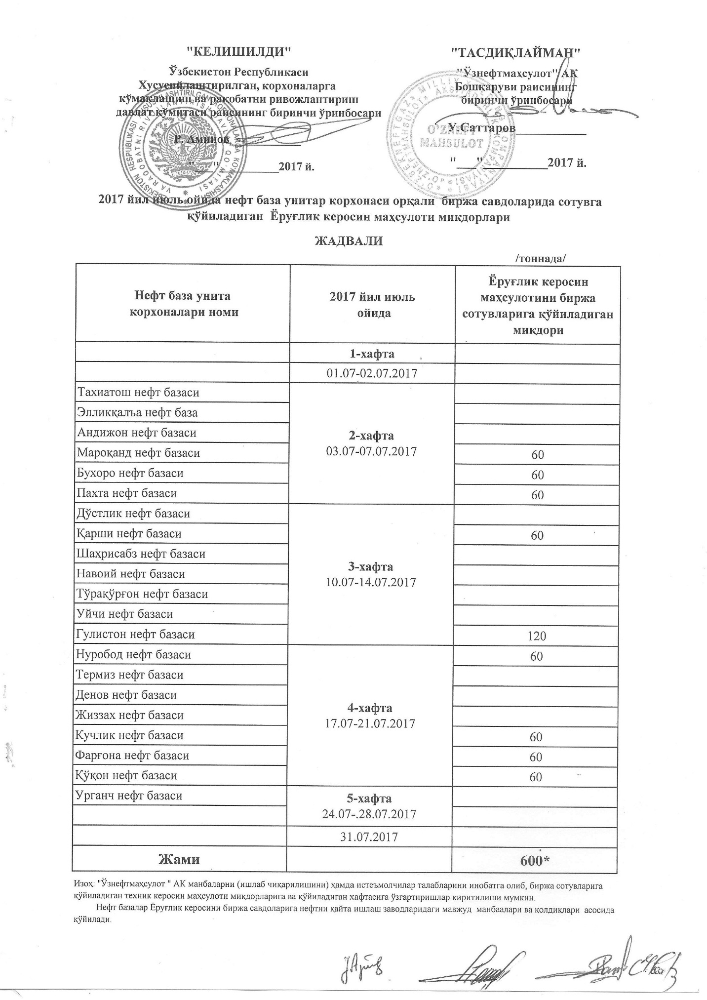 "КЕЛИШИЛДИ"
Ўзбекистон Республикаси
Хусусийлаштирилган, корхоналарга
кўмаклашиш ва рақобатни ривожлантириш
давлат қўмитаси раисининг биринчи ўринбосари
Р. Аминов___________
"___" __________2017 й.
"ТАСДИҚЛАЙМАН"
"Ўзнефтмаҳсулот" АК
Бошқаруви раисининг
биринчи ўринбосари
У.Саттаров___________
"___" __________2017 й.
O'ZNEFT
MAHSULOT
2017 йил июль ойида нефт база унитар корхонаси орқали биржа савдоларида сотувга
қўйиладиган Ёруғлик керосин маҳсулоти миқдорлари
ЖАДВАЛИ
/тоннада/
Нефт база унита
корхоналари номи
2017 йил июль
ойида
Ёруғлик керосин
маҳсулотини биржа
сотувларига қўйиладиган
миқдори
1-хафта
01.07-02.07.2017
Тахиатош нефт базаси
Элликқалъа нефт база
Андижон нефт базаси
2-хафта
03.07-07.07.2017
Мароқанд нефт базаси 60
Бухоро нефт базаси 60
Пахта нефт базаси 60
Дўстлик нефт базаси
Қарши нефт базаси 60
Шаҳрисабз нефт базаси
3-хафта
10.07-14.07.2017
Навоий нефт базаси
Тўрақўрғон нефт базаси
Уйчи нефт базаси
Гулистон нефт базаси 120
Нуробод нефт базаси 60
Термиз нефт базаси
Денов нефт базаси
4-хафта
17.07-21.07.2017
Жиззах нефт базаси
Кучлик нефт базаси 60
Фарғона нефт базаси 60
Қўқон нефт базаси 60
Урганч нефт базаси
5-хафта
24.07-.28.07.2017
31.07.2017
Жами 600*
Изоҳ: "Ўзнефтмаҳсулот " АК манбаларни (ишлаб чиқарилишини) ҳамда истеъмолчилар талабларини инобатга олиб, биржа сотувларига
қўйиладиган техник керосин маҳсулоти миқдорларига ва қўйиладиган хафтасига ўзгартиришлар киритилиши мумкин.
Нефт базалар Ёруғлик керосини биржа савдоларига нефтни қайта ишлаш заводларидаги мавжуд манбаалари ва қолдиқлари асосида
қўйилади.